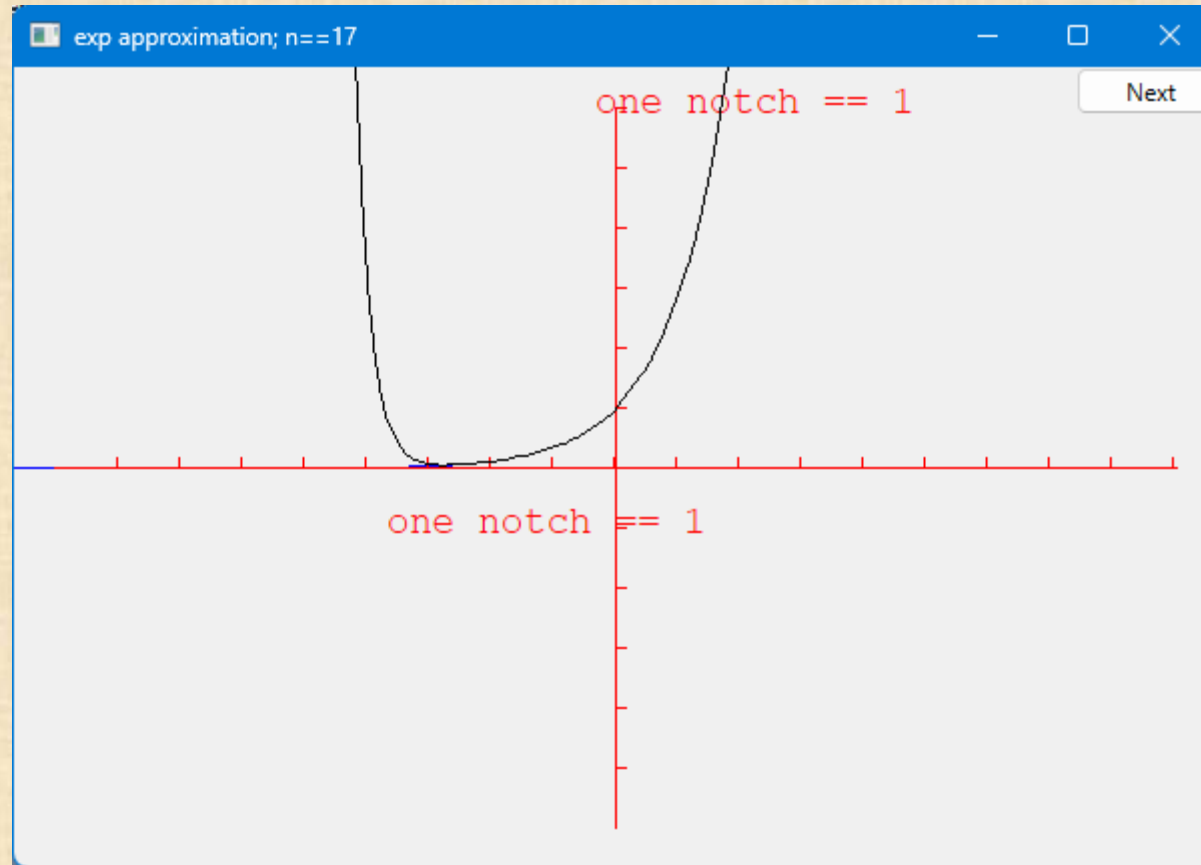 exp approximation; n==17
Next
one notch == 1
one notch == 1